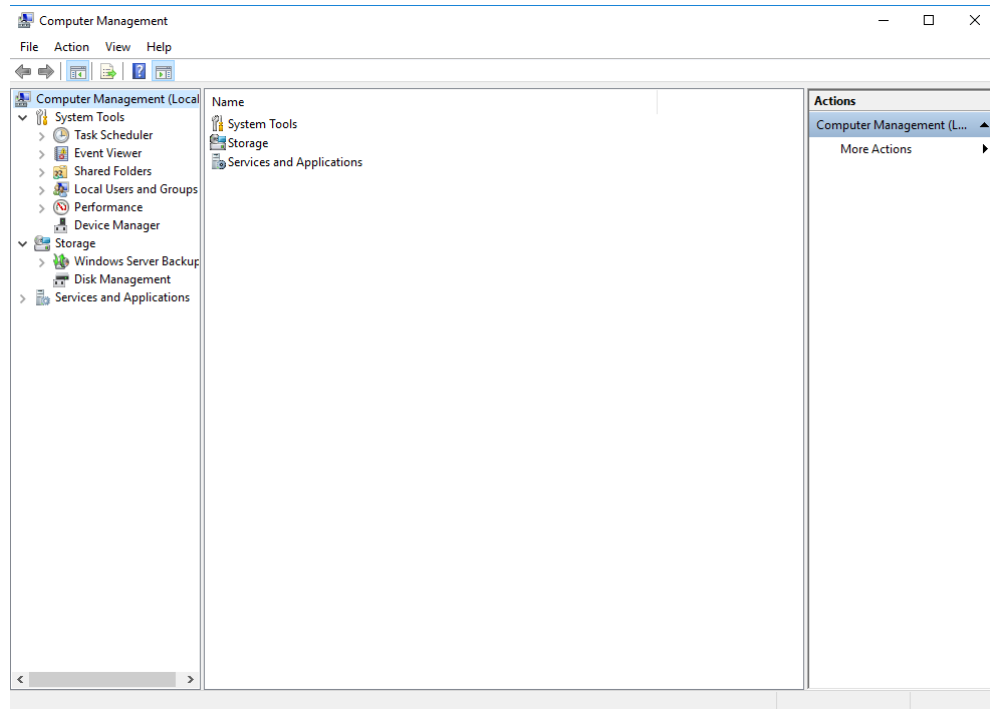 Computer Management
File Action View Help
Computer Management (Local
System Tools
Task Scheduler
Event Viewer
Shared Folders
Local Users and Groups
Performance
Device Manager
Storage
Windows Server Backup
Disk Management
Services and Applications
Name
System Tools
Storage
Services and Applications
Actions
Computer Management (L...
More Actions